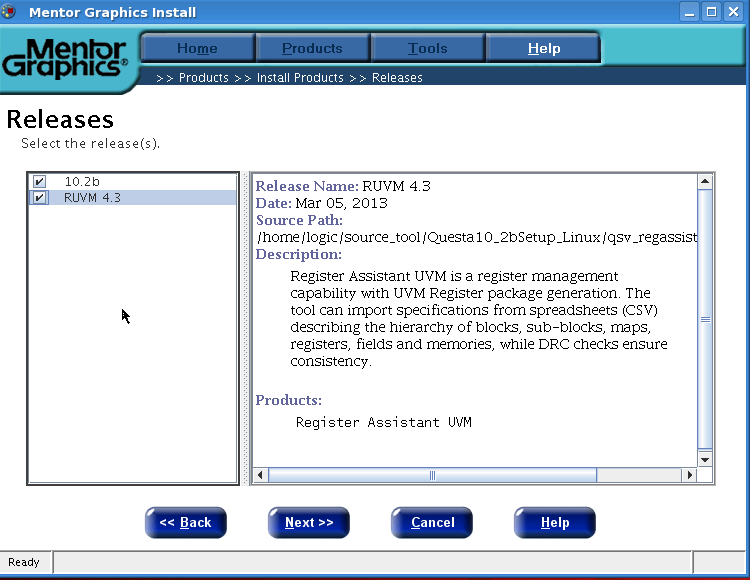 Mentor Graphics Install
Mentor Graphics®
Home Products Tools Help
>> Products >> Install Products >> Releases
Releases
Select the release(s).
10.2b
RUVM 4.3
Release Name: RUVM 4.3
Date: Mar 05, 2013
Source Path:
/home/logic/source_tool/Questa10_2bSetup_Linux/qsv_regassist
Description:
Register Assistant UVM is a register management
capability with UVM Register package generation. The
tool can import specifications from spreadsheets (CSV)
describing the hierarchy of blocks, sub-blocks, maps,
registers, fields and memories, while DRC checks ensure
consistency.
Products:
Register Assistant UVM
<< Back Next >> Cancel Help
Ready